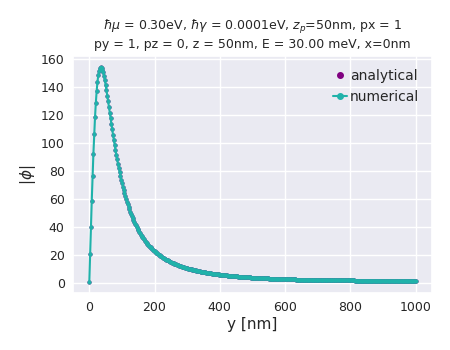 ℏμ = 0.30eV, ℏγ = 0.0001eV, zₚ=50nm, px = 1
py = 1, pz = 0, z = 50nm, E = 30.00 meV, x=0nm
160
140
120
100
80
60
40
20
0
|ϕ|
analytical
numerical
0 200 400 600 800 1000
y [nm]